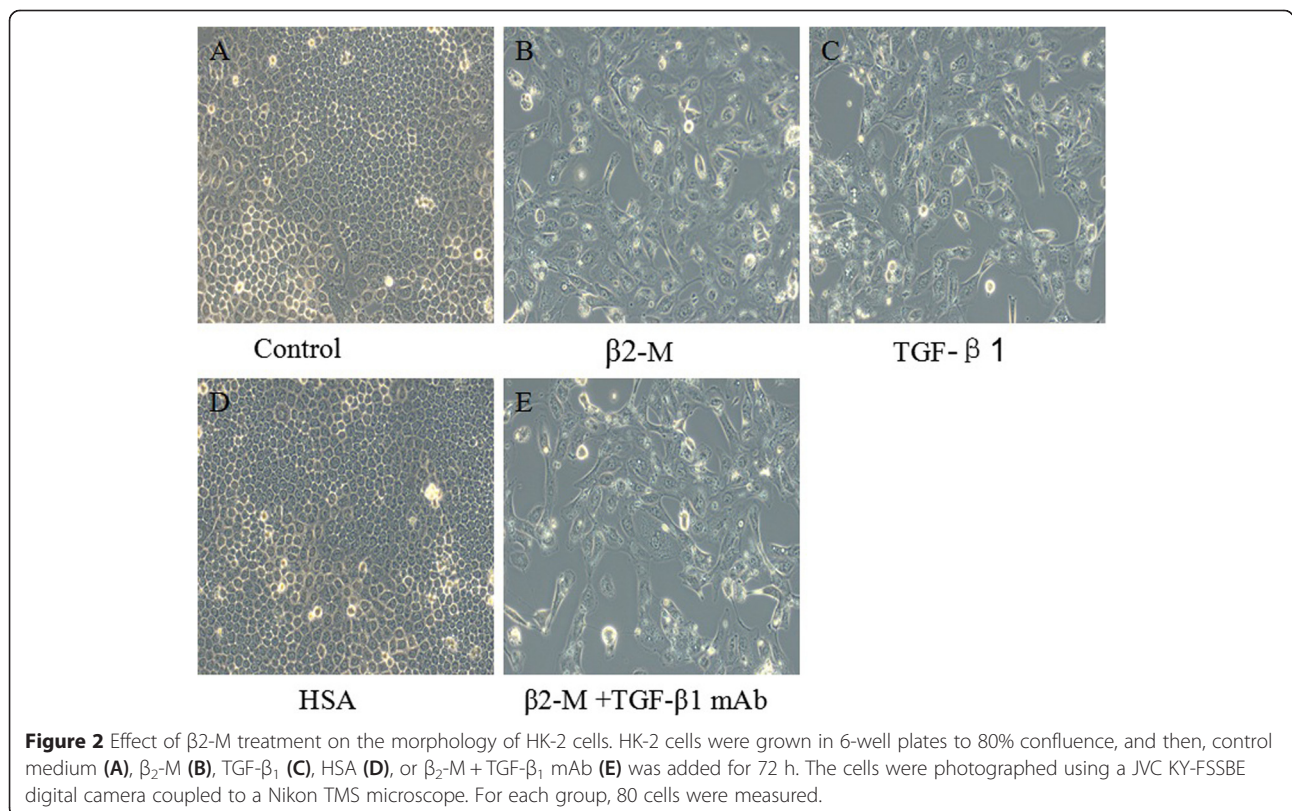 A
B
C
Control
β2-M
TGF-β 1
D
E
HSA
β2-M +TGF-β1 mAb
Figure 2 Effect of β2-M treatment on the morphology of HK-2 cells. HK-2 cells were grown in 6-well plates to 80% confluence, and then, control
medium (A), β₂-M (B), TGF-β₁ (C), HSA (D), or β₂-M + TGF-β₁ mAb (E) was added for 72 h. The cells were photographed using a JVC KY-FSSBE
digital camera coupled to a Nikon TMS microscope. For each group, 80 cells were measured.